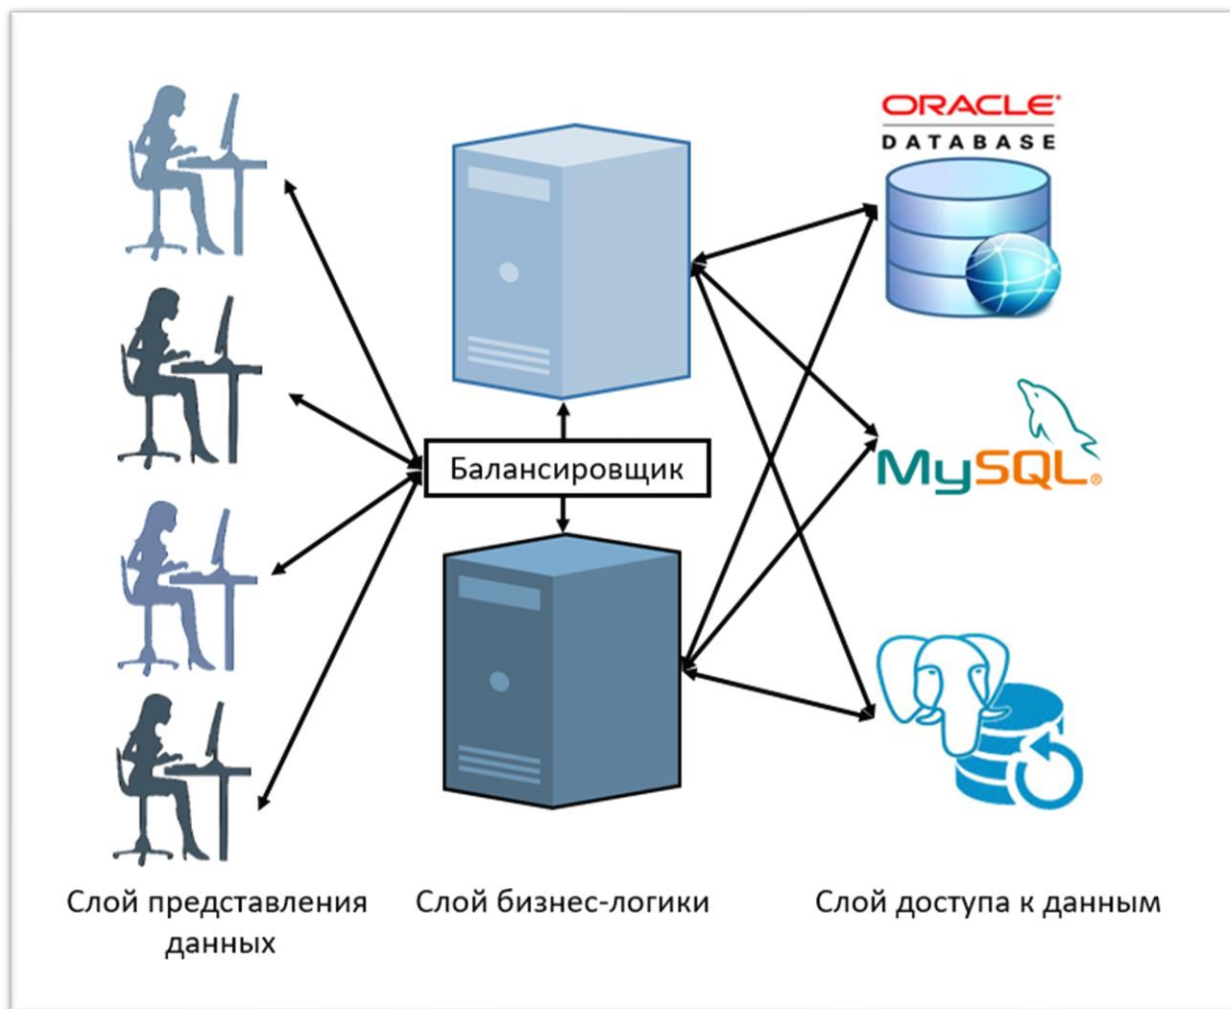 ORACLE
DATABASE
Балансировщик
MySQL®
Слой представления
данных
Слой бизнес-логики
Слой доступа к данным